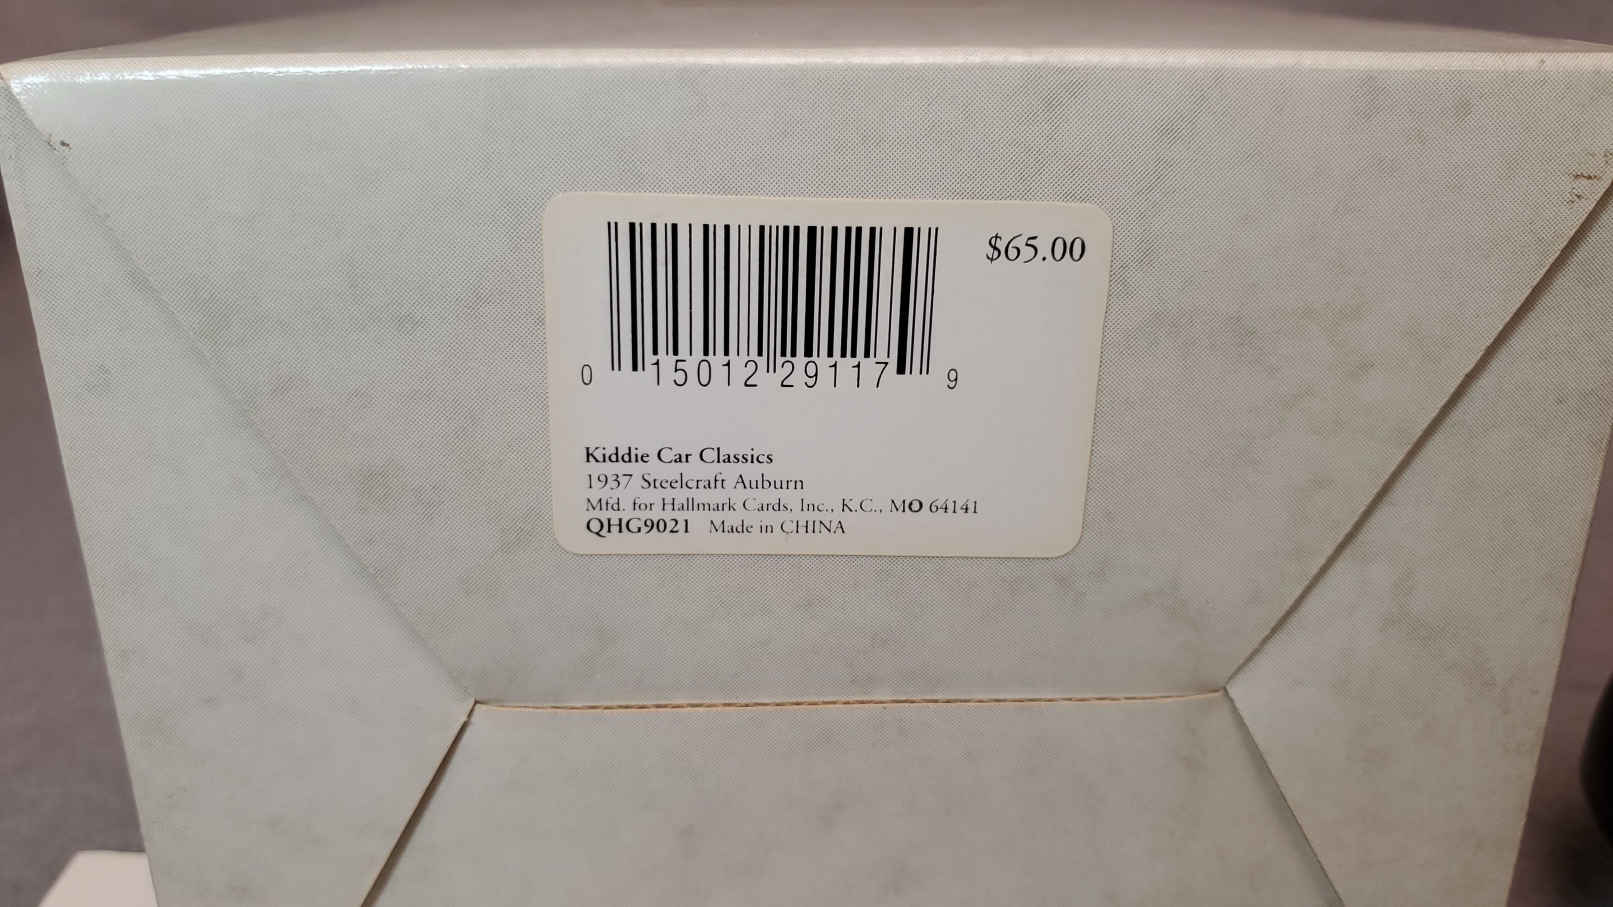 $65.00
0 15012 29117 9
Kiddie Car Classics
1937 Steelcraft Auburn
Mfd. for Hallmark Cards, Inc., K.C., MO 64141
QHG9021 Made in CHINA